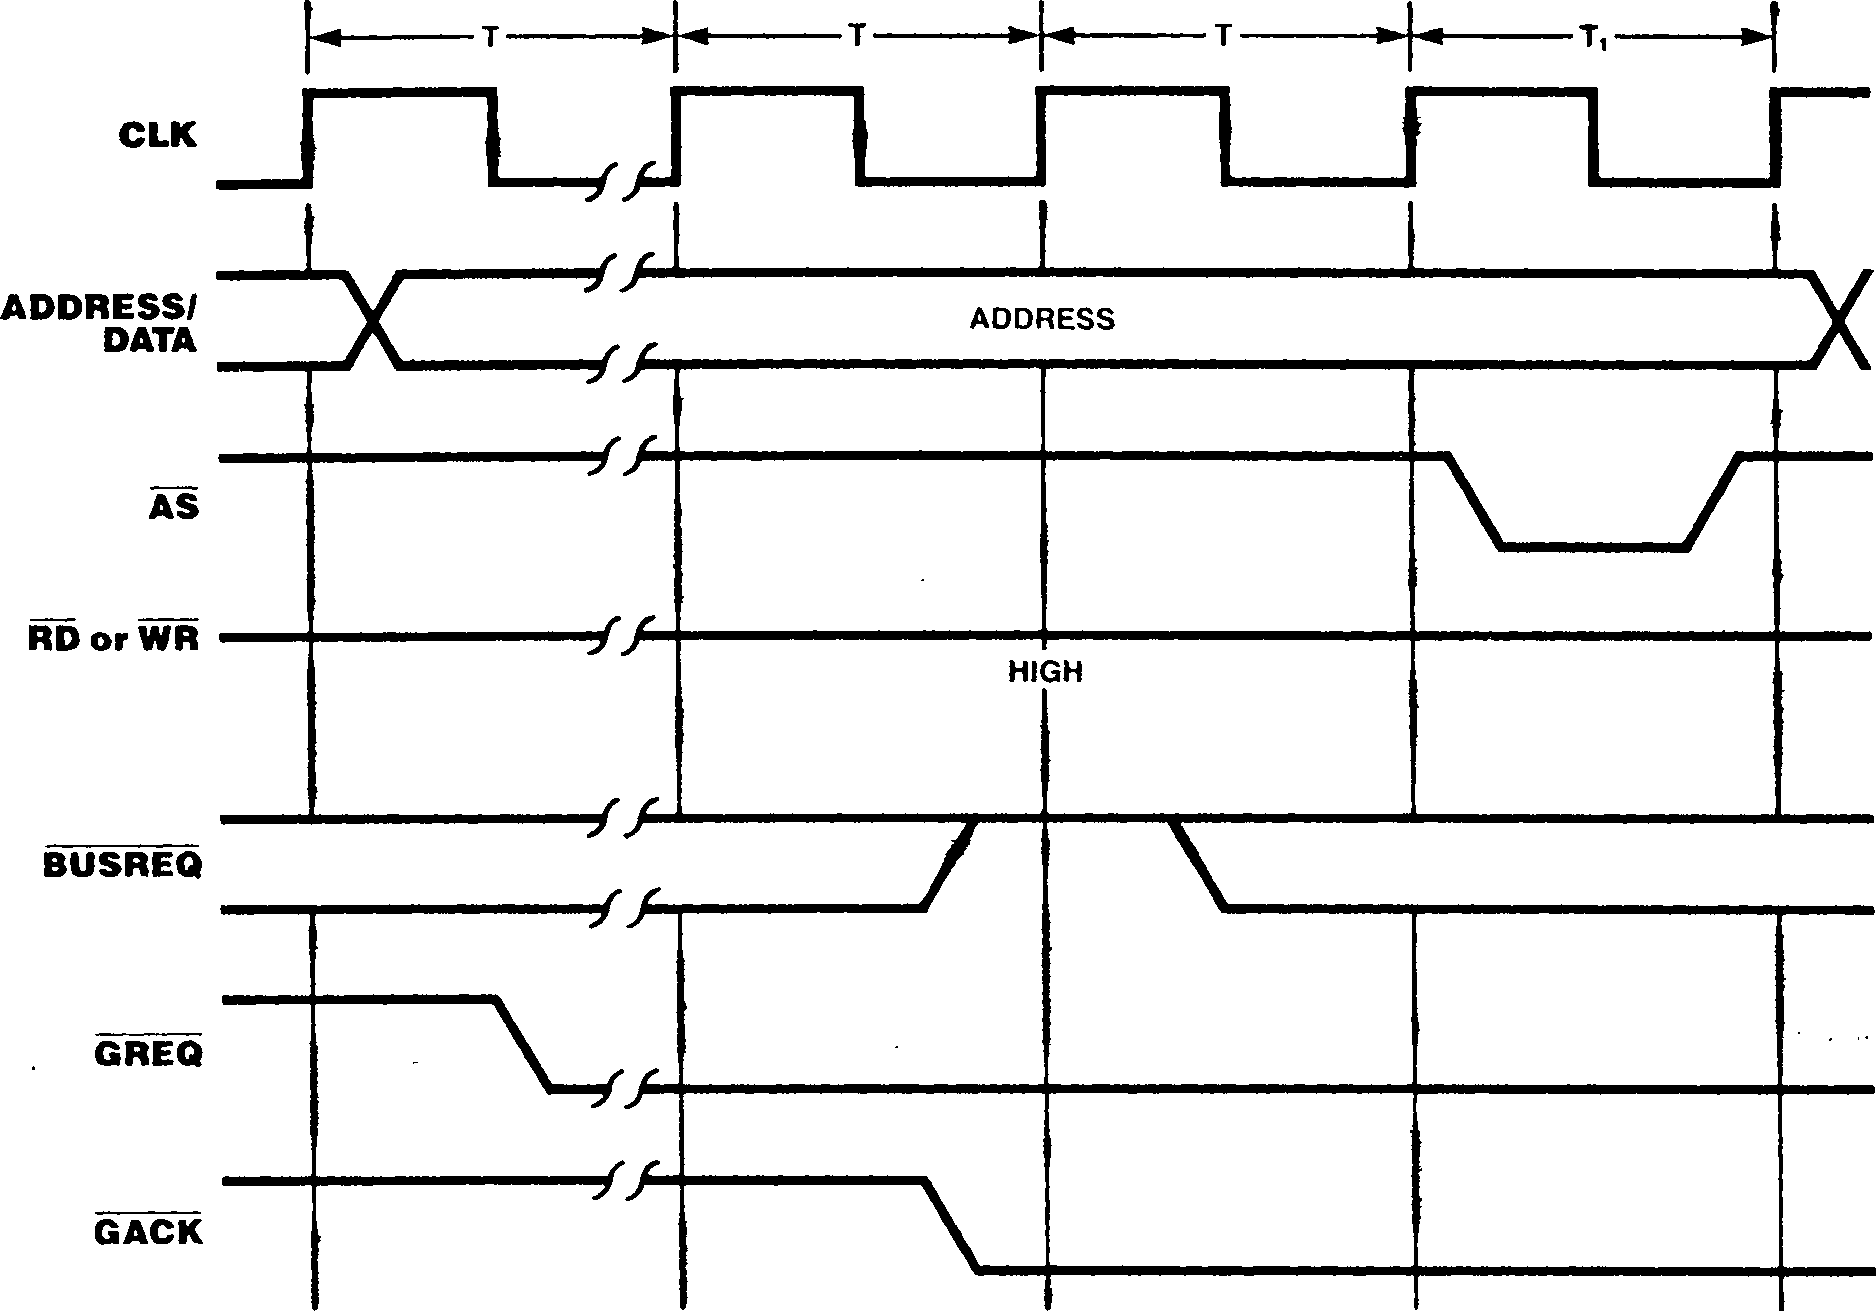 T T T T₁
CLK
ADDRESS/
DATA
ADDRESS
AS
RD or WR
HIGH
BUSREQ
GREQ
GACK